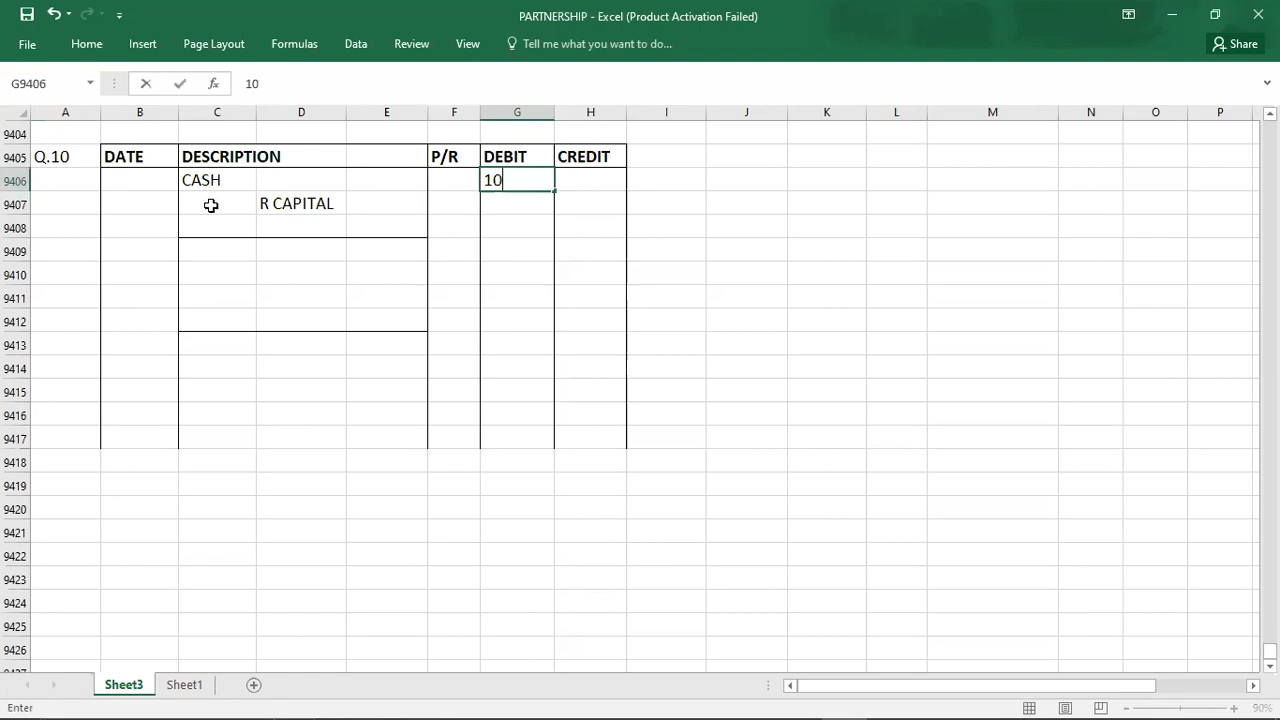 PARTNERSHIP - Excel (Product Activation Failed)
File Home Insert Page Layout Formulas Data Review View Tell me what you want to do... Share
G9406 fx 10
A B C D E F G H I J K L M N O P
9404
9405 Q.10 DATE DESCRIPTION P/R DEBIT CREDIT
9406 CASH 10
9407 R CAPITAL
9408
9409
9410
9411
9412
9413
9414
9415
9416
9417
9418
9419
9420
9421
9422
9423
9424
9425
9426
9427
Sheet3 Sheet1
Enter 90%